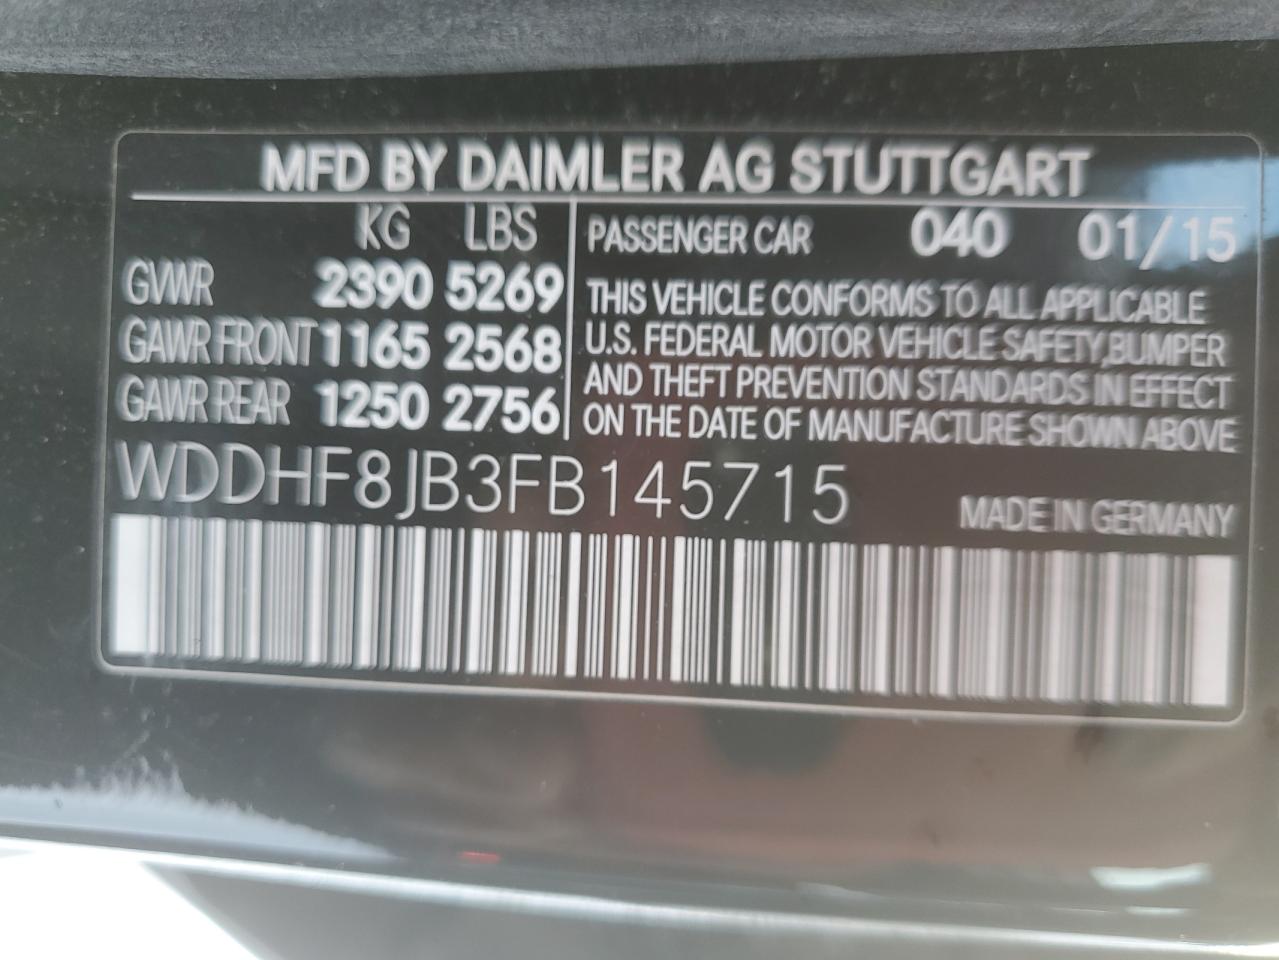 MFD BY DAIMLER AG STUTTGART
KG LBS
GVWR 2390 5269
GAWR FRONT 1165 2568
GAWR REAR 1250 2756
PASSENGER CAR 040 01/15
THIS VEHICLE CONFORMS TO ALL APPLICABLE
U.S. FEDERAL MOTOR VEHICLE SAFETY,BUMPER
AND THEFT PREVENTION STANDARDS IN EFFECT
ON THE DATE OF MANUFACTURE SHOWN ABOVE
WDDHF8JB3FB145715
MADE IN GERMANY